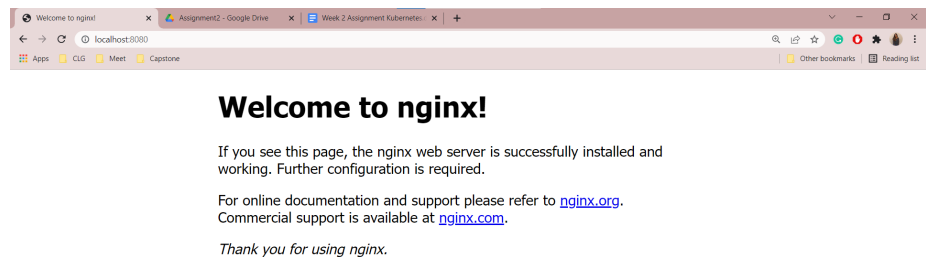 Welcome to nginx!
Assignment2 - Google Drive
Week 2 Assignment Kubernetes
localhost:8080
Apps CLG Meet Capstone
Other bookmarks Reading list
Welcome to nginx!
If you see this page, the nginx web server is successfully installed and
working. Further configuration is required.
For online documentation and support please refer to nginx.org.
Commercial support is available at nginx.com.
Thank you for using nginx.